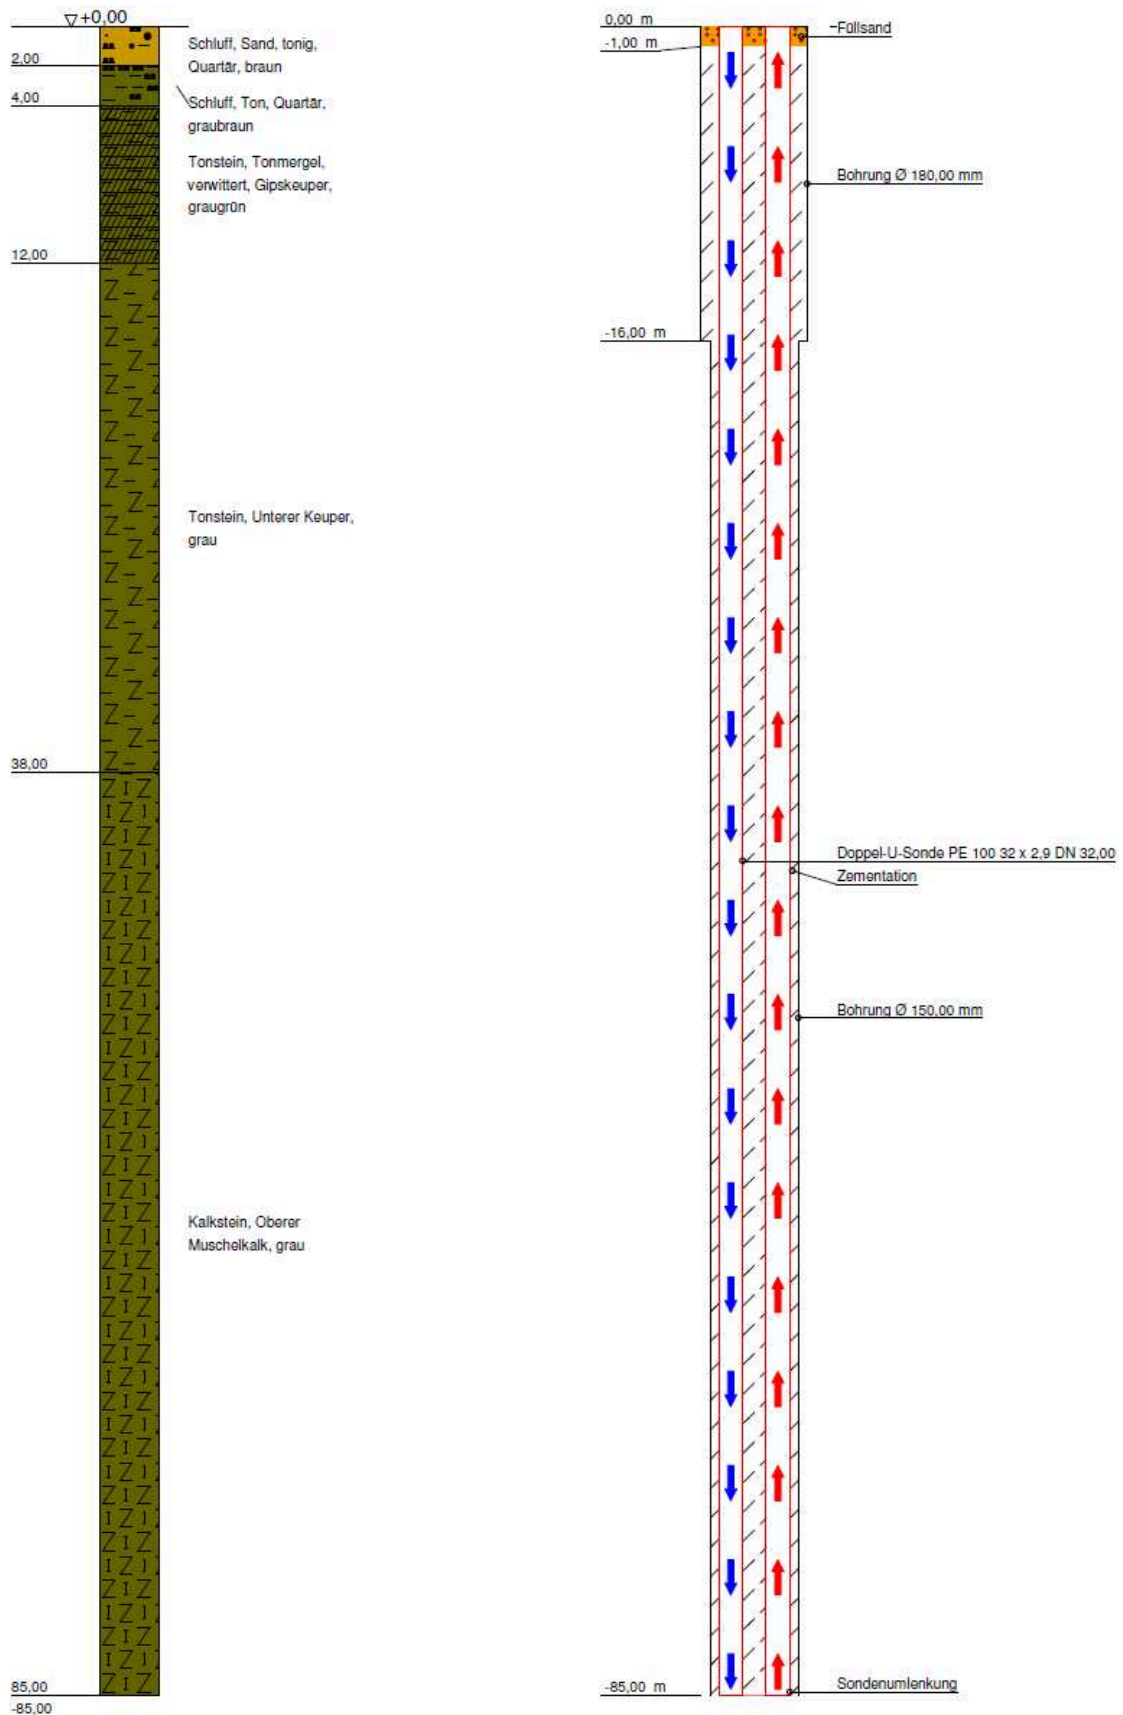 ▽+0,00
2,00
4,00
12,00
38,00
85,00
-85,00
Schluff, Sand, tonig,
Quartär, braun
Schluff, Ton, Quartär,
graubraun
Tonstein, Tonmergel,
verwittert, Gipskeuper,
graugrün
Tonstein, Unterer Keuper,
grau
Kalkstein, Oberer
Muschelkalk, grau
0,00 m
-1,00 m
-16,00 m
-85,00 m
Füllsand
Bohrung Ø 180,00 mm
Doppel-U-Sonde PE 100 32 x 2,9 DN 32,00
Zementation
Bohrung Ø 150,00 mm
Sondenumlenkung